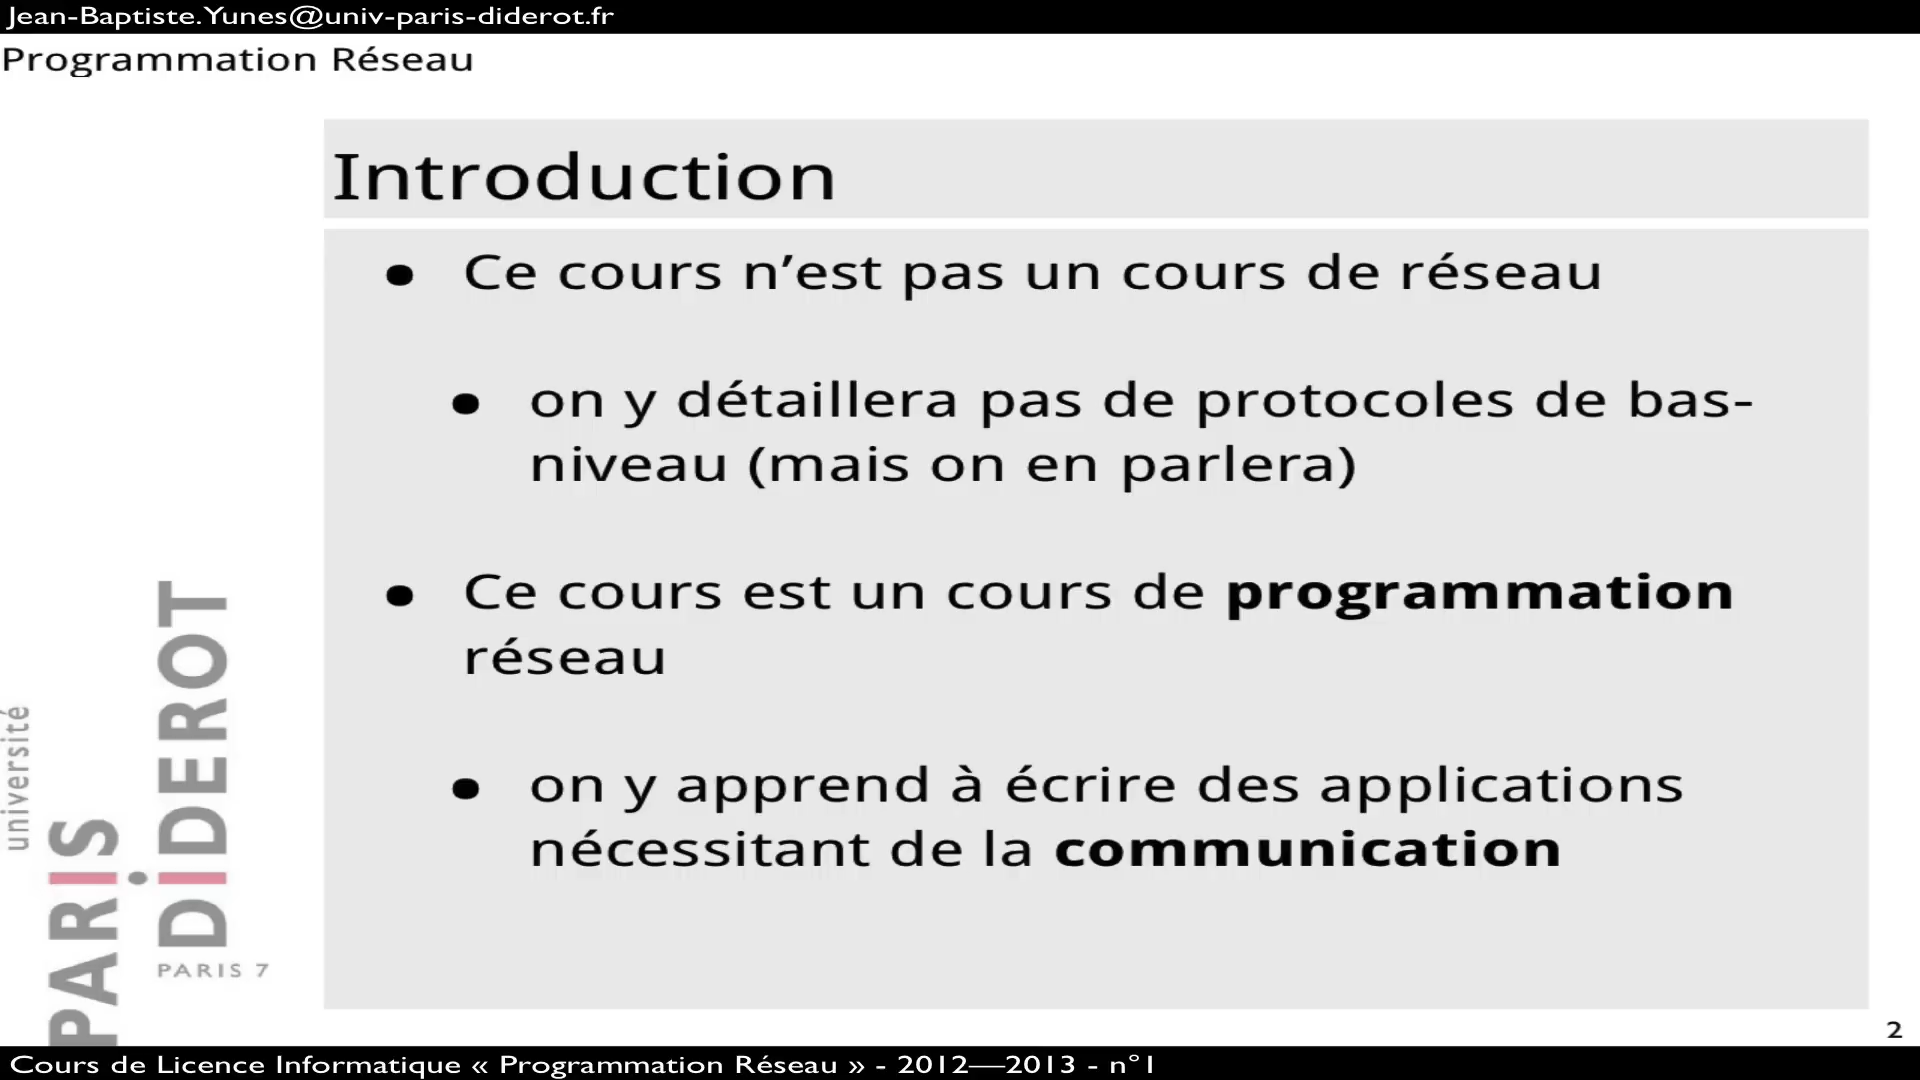 Jean-Baptiste.Yunes@univ-paris-diderot.fr
Programmation Réseau
Introduction
• Ce cours n’est pas un cours de réseau
• on y détaillera pas de protocoles de bas-
niveau (mais on en parlera)
• Ce cours est un cours de programmation
réseau
• on y apprend à écrire des applications
nécessitant de la communication
université
PARIS
DIDEROT
PARIS 7
2
Cours de Licence Informatique « Programmation Réseau » - 2012—2013 - n°1